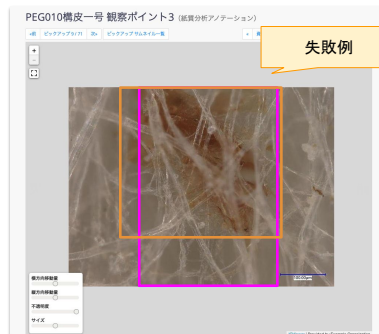 PEG010楮皮一号 観察ポイント3（紙質分析アノテーション）
«前 ピックアップ 9 / 71 次» ピックアップ サムネイル一覧
失敗例
横方向移動量
縦方向移動量
不透明度
サイズ
100.00μm